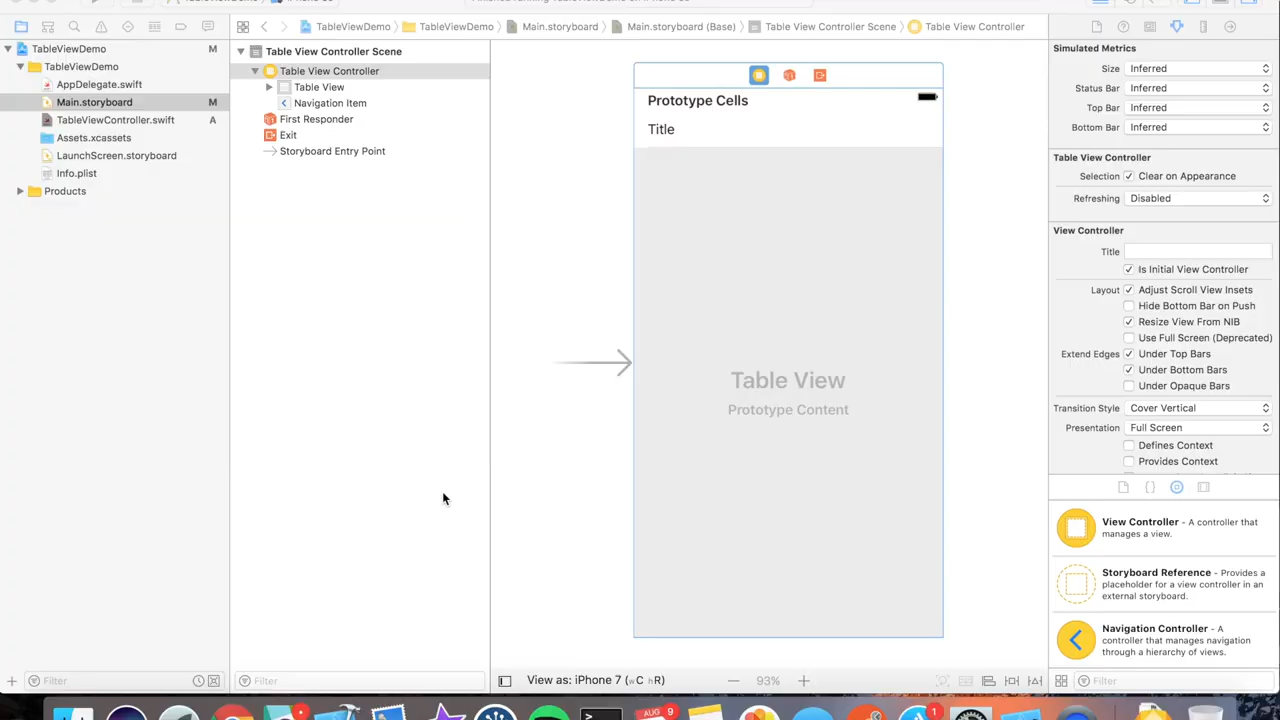 TableViewDemo
TableViewDemo
Main.storyboard
Main.storyboard (Base)
Table View Controller Scene
Table View Controller
TableViewDemo M
TableViewDemo
AppDelegate.swift
Main.storyboard M
TableViewController.swift A
Assets.xcassets
LaunchScreen.storyboard
Info.plist
Products
Filter
Table View Controller Scene
Table View Controller
Table View
Navigation Item
First Responder
Exit
Storyboard Entry Point
Filter
Prototype Cells
Title
Table View
Prototype Content
View as: iPhone 7 (wC hR)
93%
Simulated Metrics
Size Inferred
Status Bar Inferred
Top Bar Inferred
Bottom Bar Inferred
Table View Controller
Selection Clear on Appearance
Refreshing Disabled
View Controller
Title
Is Initial View Controller
Layout Adjust Scroll View Insets
Hide Bottom Bar on Push
Resize View From NIB
Use Full Screen (Deprecated)
Extend Edges Under Top Bars
Under Bottom Bars
Under Opaque Bars
Transition Style Cover Vertical
Presentation Full Screen
Defines Context
Provides Context
View Controller - A controller that
manages a view.
Storyboard Reference - Provides a
placeholder for a view controller in an
external storyboard.
Navigation Controller - A
controller that manages navigation
through a hierarchy of views.
Filter
AUG 9
1